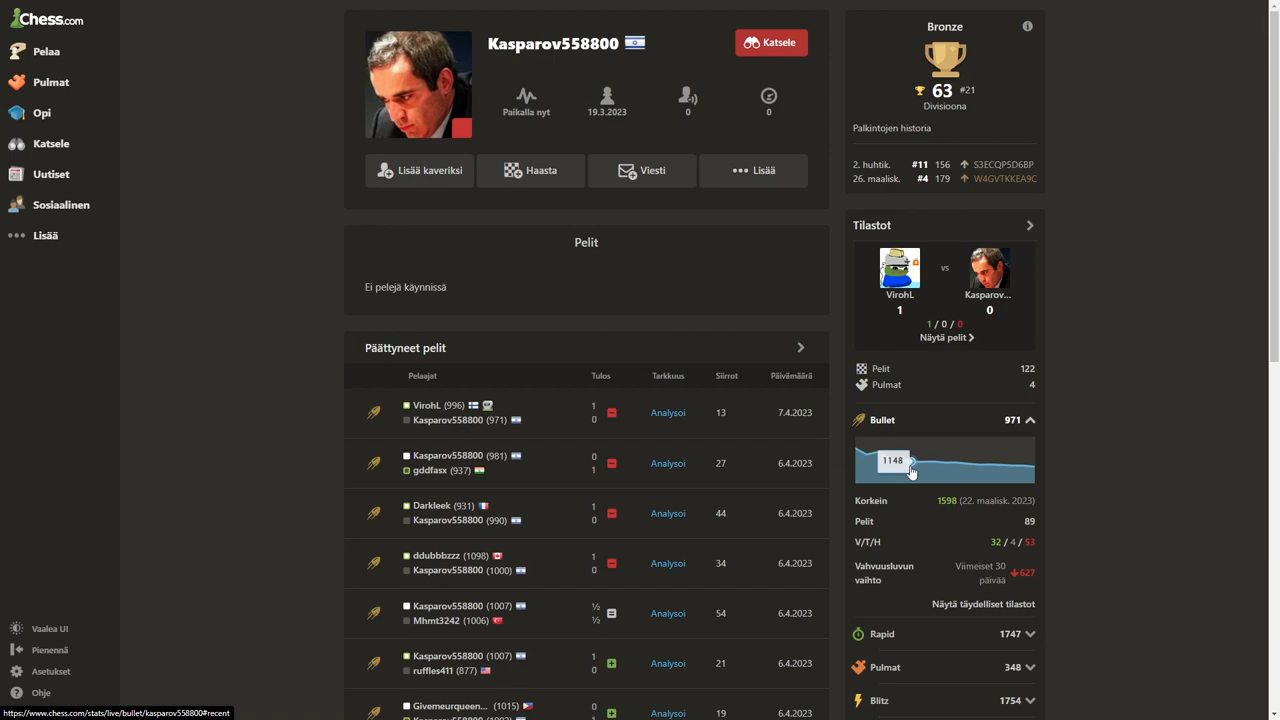 Chess.com
Pelaa
Pulmat
Opi
Katsele
Uutiset
Sosiaalinen
Lisää
Vaalea UI
Pienennä
Asetukset
Ohje
https://www.chess.com/stats/live/bullet/kasparov558800#recent
Kasparov558800
Katsele
Paikalla nyt
19.3.2023
0
0
Lisää kaveriksi
Haasta
Viesti
Lisää
Pelit
Ei pelejä käynnissä
Päättyneet pelit
Pelaajat Tulos Tarkkuus Siirrot Päivämäärä
VirohL (996) 1
Kasparov558800 (971) 0
Analysoi 13 7.4.2023
Kasparov558800 (981) 0
gddfasx (937) 1
Analysoi 27 6.4.2023
Darkleek (931) 1
Kasparov558800 (990) 0
Analysoi 44 6.4.2023
ddubbbzzz (1098) 1
Kasparov558800 (1000) 0
Analysoi 34 6.4.2023
Kasparov558800 (1007) ½
Mhmt3242 (1006) ½
Analysoi 54 6.4.2023
Kasparov558800 (1007) 1
ruffles411 (877) 0
Analysoi 21 6.4.2023
Givemeurqueen... (1015) 0
Analysoi 19 6.4.2023
Bronze
63 #21
Divisioona
Palkintojen historia
2. huhtik. #11 156 S3ECQP5D6BP
26. maalisk. #4 179 W4GVTKKEA9C
Tilastot
vs
VirohL Kasparov...
1 0
1 / 0 / 0
Näytä pelit
Pelit 122
Pulmat 4
Bullet 971
1148
Korkein 1598 (22. maalisk. 2023)
Pelit 89
V/T/H 32 / 4 / 53
Vahvuusluvun vaihto
Viimeiset 30 päivää
627
Näytä täydelliset tilastot
Rapid 1747
Pulmat 348
Blitz 1754